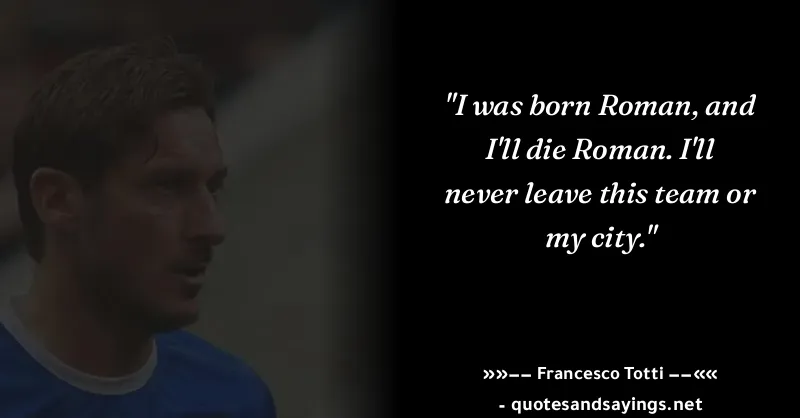 "I was born Roman, and
I'll die Roman. I'll
never leave this team or
my city."
»»−− Francesco Totti −−««
- quotesandsayings.net